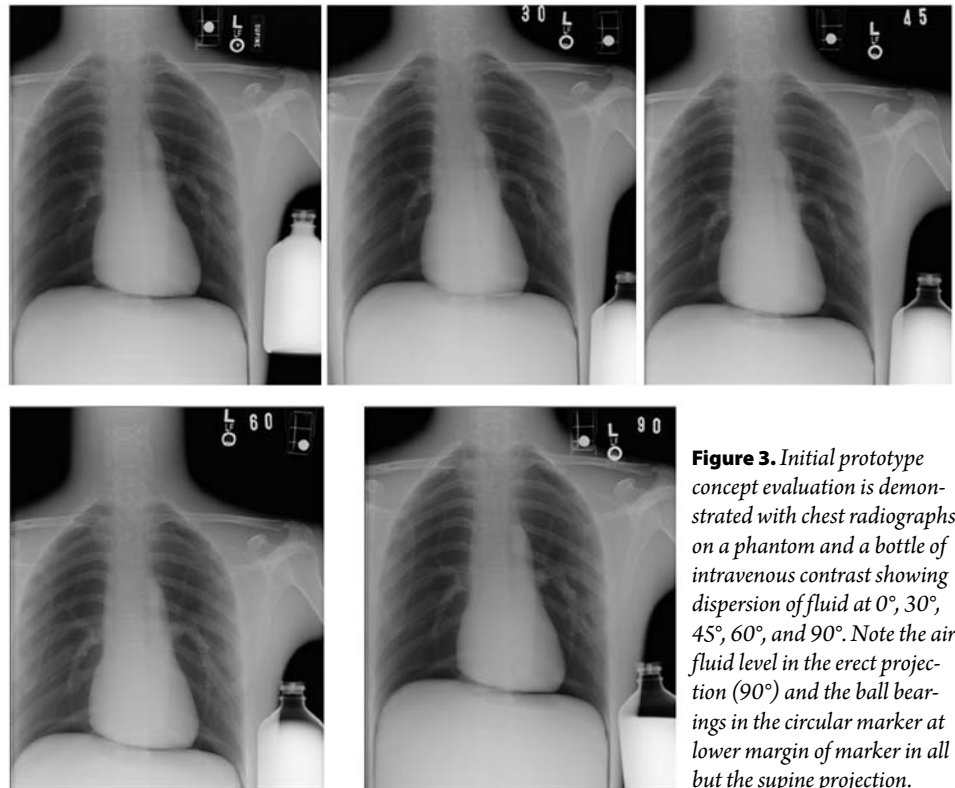 L
SUPINE
30
L
45
L
L 60
L 90
Figure 3. Initial prototype
concept evaluation is demon-
strated with chest radiographs
on a phantom and a bottle of
intravenous contrast showing
dispersion of fluid at 0°, 30°,
45°, 60°, and 90°. Note the air
fluid level in the erect projec-
tion (90°) and the ball bear-
ings in the circular marker at
lower margin of marker in all
but the supine projection.